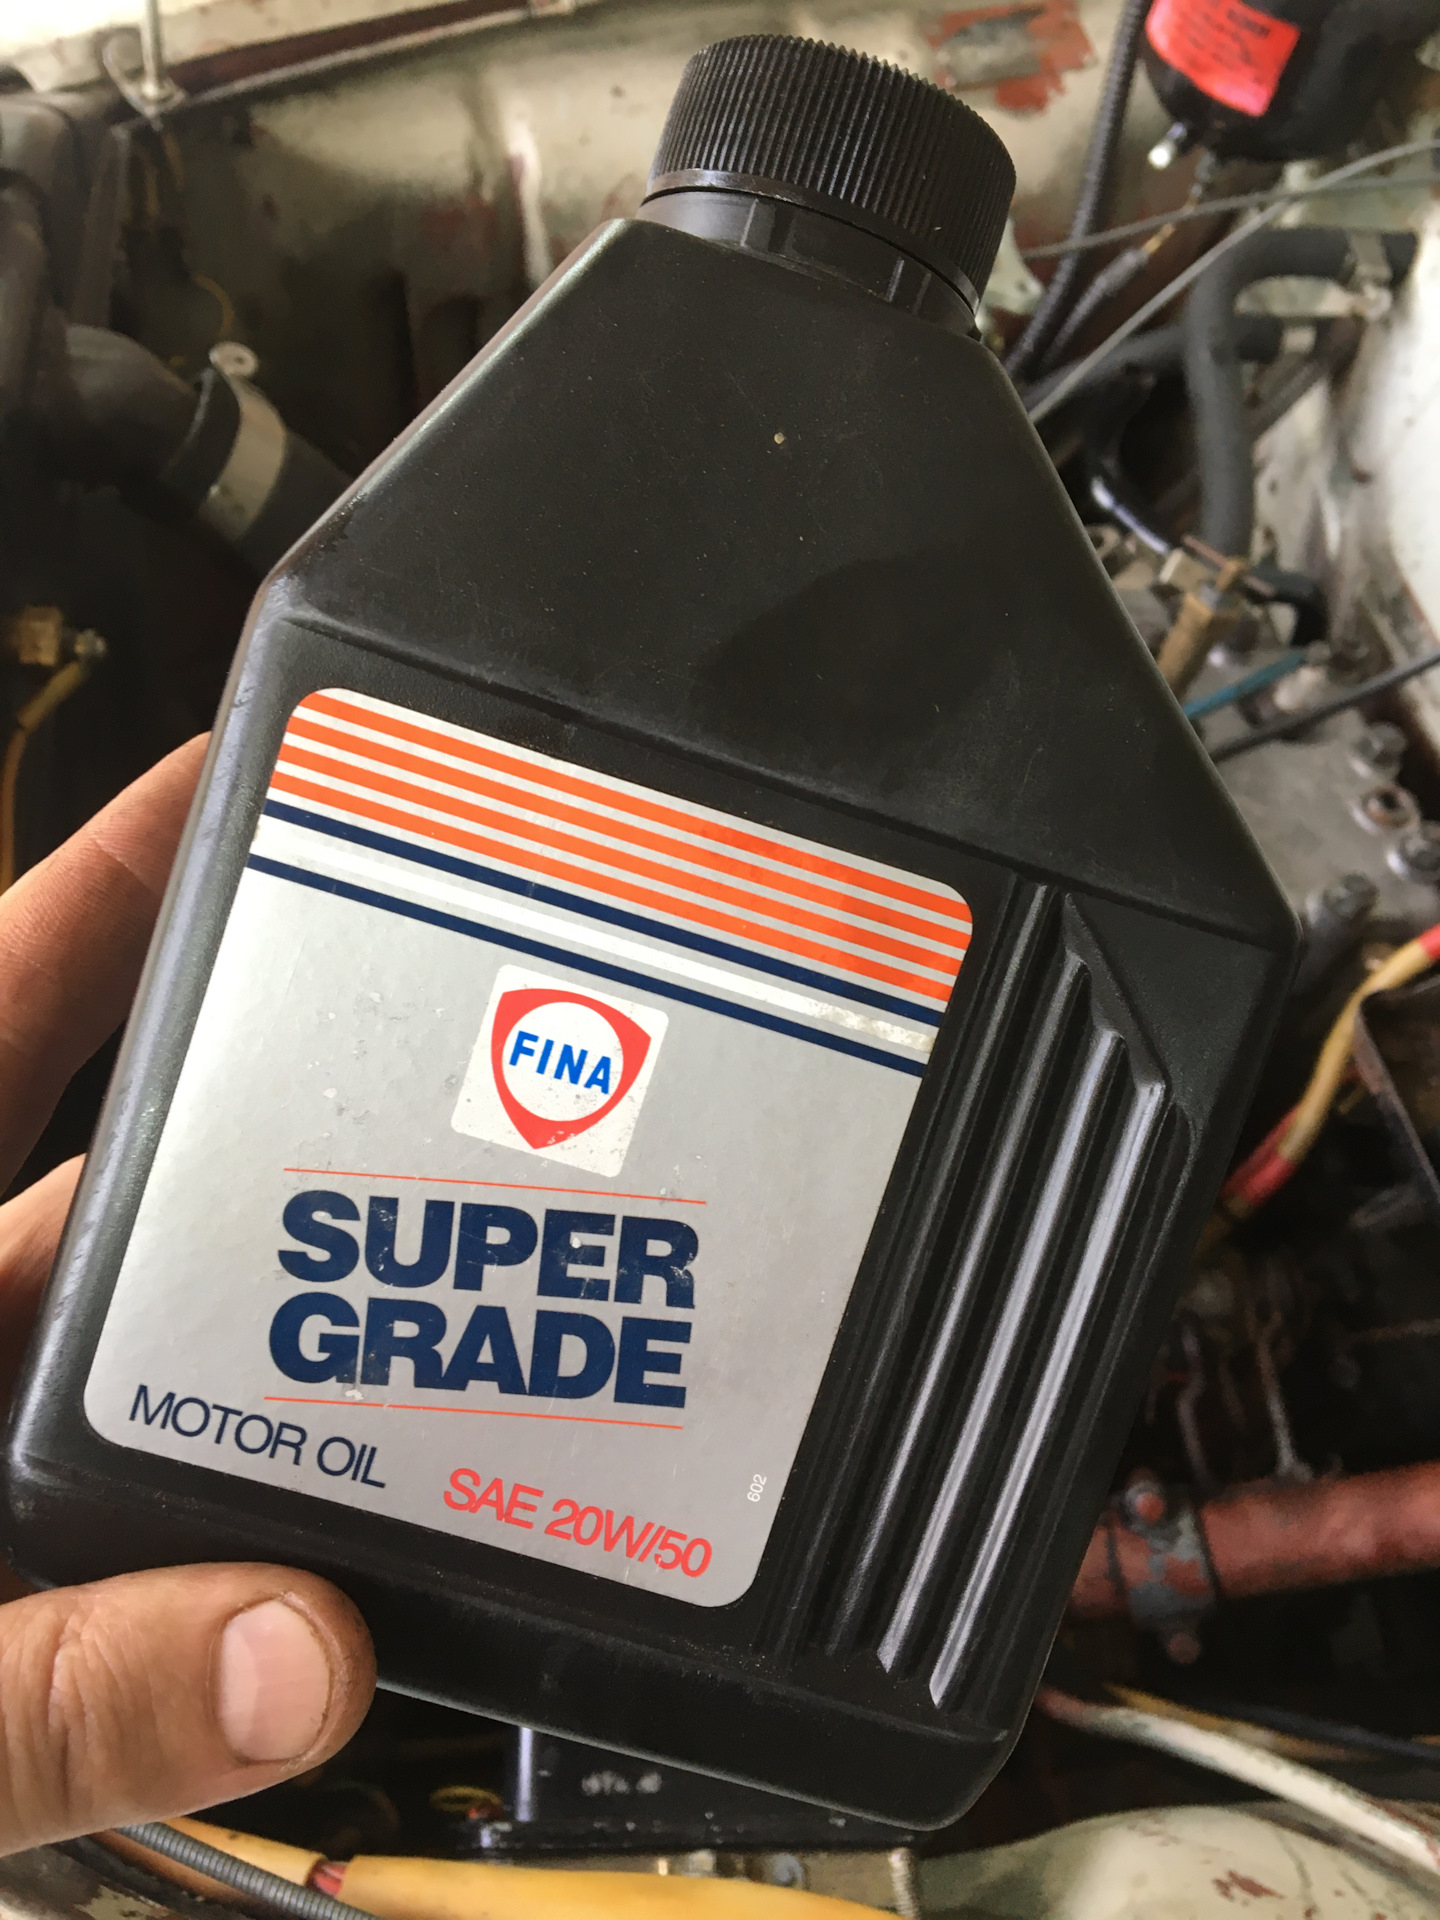 FINA
SUPER
GRADE
MOTOR OIL
SAE 20W/50
602